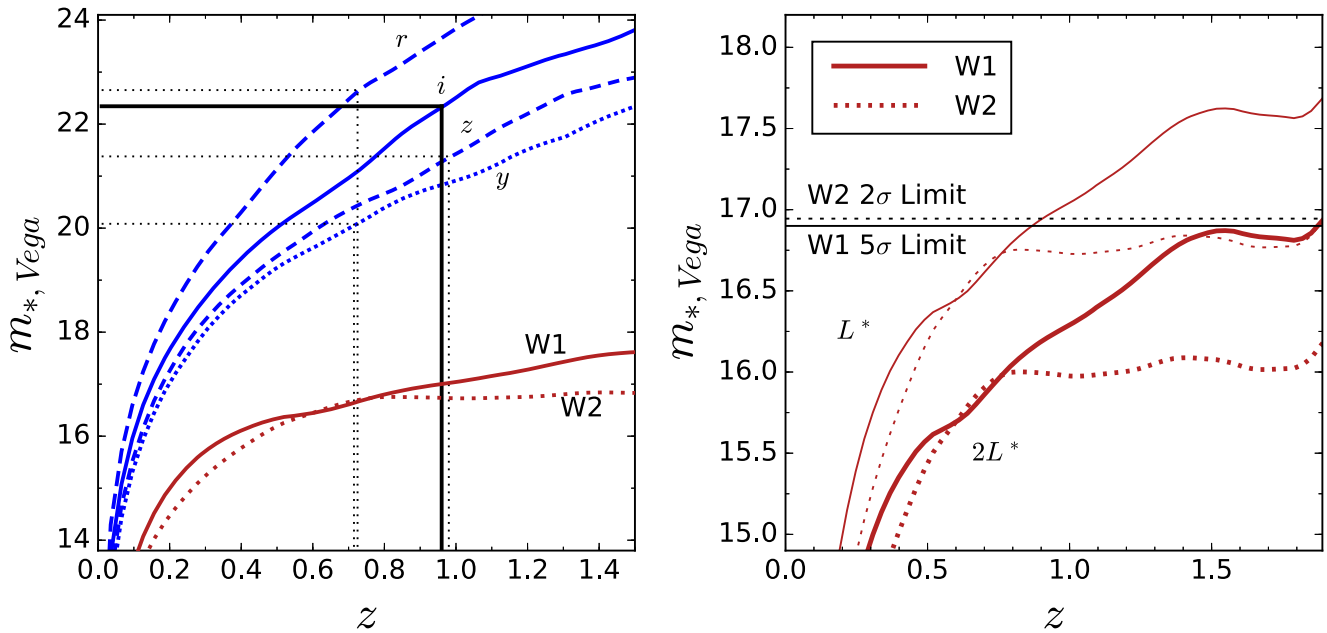 24
22
20
18
16
14
m*, Vega
0.0 0.2 0.4 0.6 0.8 1.0 1.2 1.4
z
r
i
z
y
W1
W2
18.0
17.5
17.0
16.5
16.0
15.5
15.0
m*, Vega
0.0 0.5 1.0 1.5
z
W1
W2
W2 2σ Limit
W1 5σ Limit
L*
2L*